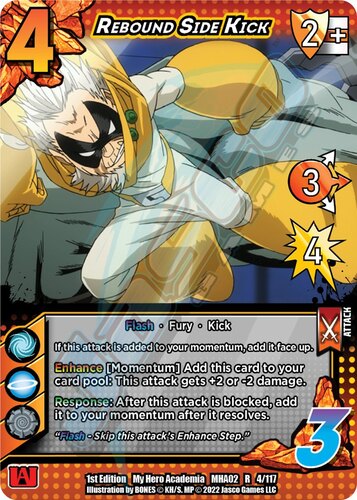 4
REBOUND SIDE KICK
2 +
3
4
ATTACK
Flash · Fury · Kick
If this attack is added to your momentum, add it face up.
Enhance [Momentum] Add this card to your
card pool: This attack gets +2 or -2 damage.
Response: After this attack is blocked, add
it to your momentum after it resolves.
"Flash - Skip this attack's Enhance Step."
3
1st Edition My Hero Academia MHA02 R 4/117
Illustration by BONES © KH/S. MP © 2022 Jasco Games LLC